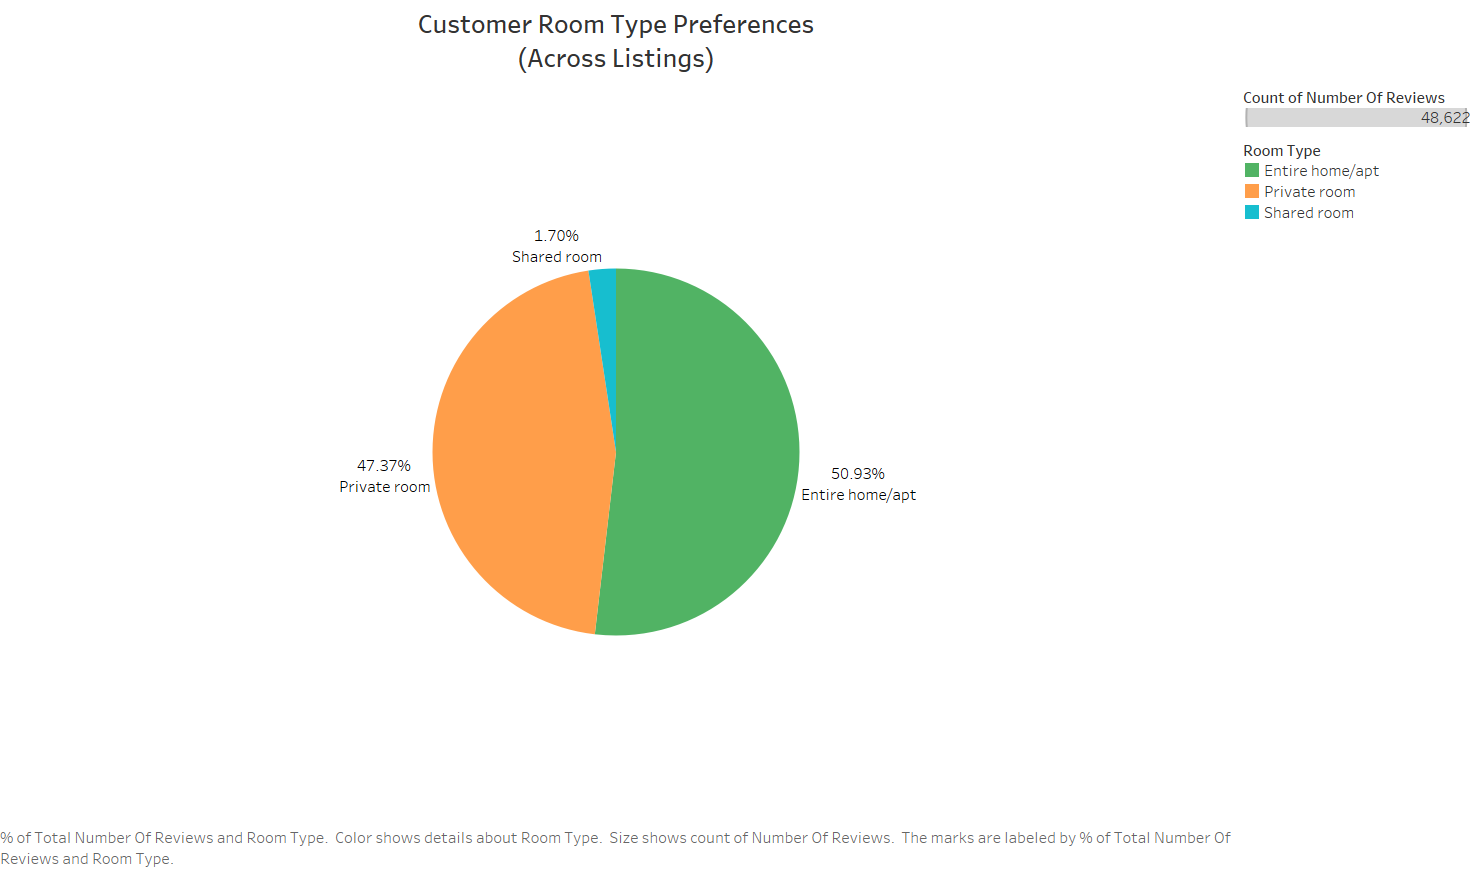 Customer Room Type Preferences
(Across Listings)
Count of Number Of Reviews
48,622
Room Type
Entire home/apt
Private room
Shared room
1.70%
Shared room
47.37%
Private room
50.93%
Entire home/apt
% of Total Number Of Reviews and Room Type.  Color shows details about Room Type.  Size shows count of Number Of Reviews.  The marks are labeled by % of Total Number Of
Reviews and Room Type.